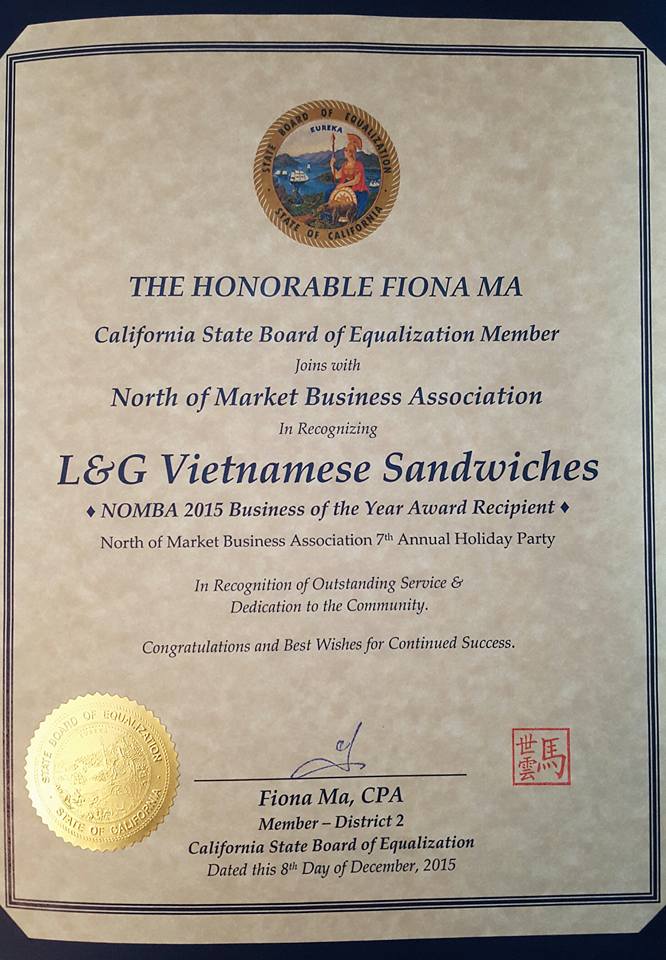 STATE BOARD OF EQUALIZATION
EUREKA
STATE OF CALIFORNIA
THE HONORABLE FIONA MA
California State Board of Equalization Member
Joins with
North of Market Business Association
In Recognizing
L&G Vietnamese Sandwiches
♦ NOMBA 2015 Business of the Year Award Recipient ♦
North of Market Business Association 7th Annual Holiday Party
In Recognition of Outstanding Service &
Dedication to the Community.
Congratulations and Best Wishes for Continued Success.
STATE BOARD OF EQUALIZATION
STATE OF CALIFORNIA
馬
世雲
Fiona Ma, CPA
Member – District 2
California State Board of Equalization
Dated this 8th Day of December, 2015